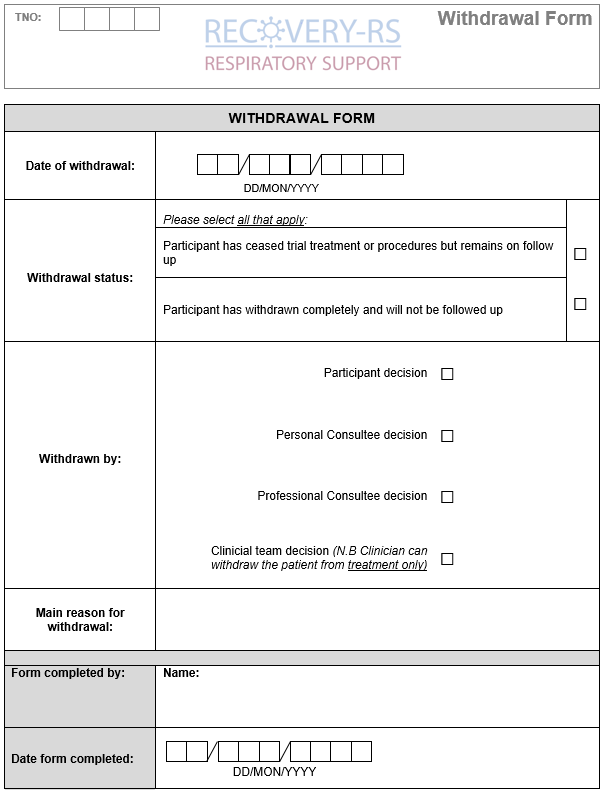 TNO:
RECOVERY-RS
RESPIRATORY SUPPORT
Withdrawal Form
WITHDRAWAL FORM
Date of withdrawal:
DD/MON/YYYY
Withdrawal status:
Please select all that apply:
Participant has ceased trial treatment or procedures but remains on follow
up
Participant has withdrawn completely and will not be followed up
Withdrawn by:
Participant decision
Personal Consultee decision
Professional Consultee decision
Clinicial team decision (N.B Clinician can
withdraw the patient from treatment only)
Main reason for
withdrawal:
Form completed by:
Name:
Date form completed:
DD/MON/YYYY